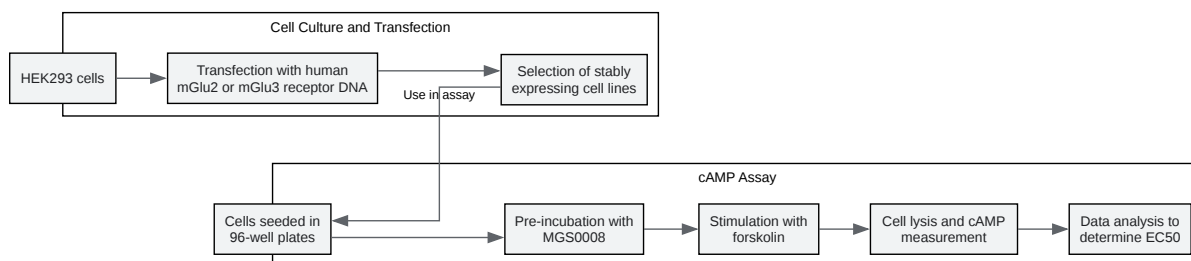 Cell Culture and Transfection
HEK293 cells
Transfection with human
mGlu2 or mGlu3 receptor DNA
Selection of stably
expressing cell lines
Use in assay
cAMP Assay
Cells seeded in
96-well plates
Pre-incubation with
MGS0008
Stimulation with
forskolin
Cell lysis and cAMP
measurement
Data analysis to
determine EC50